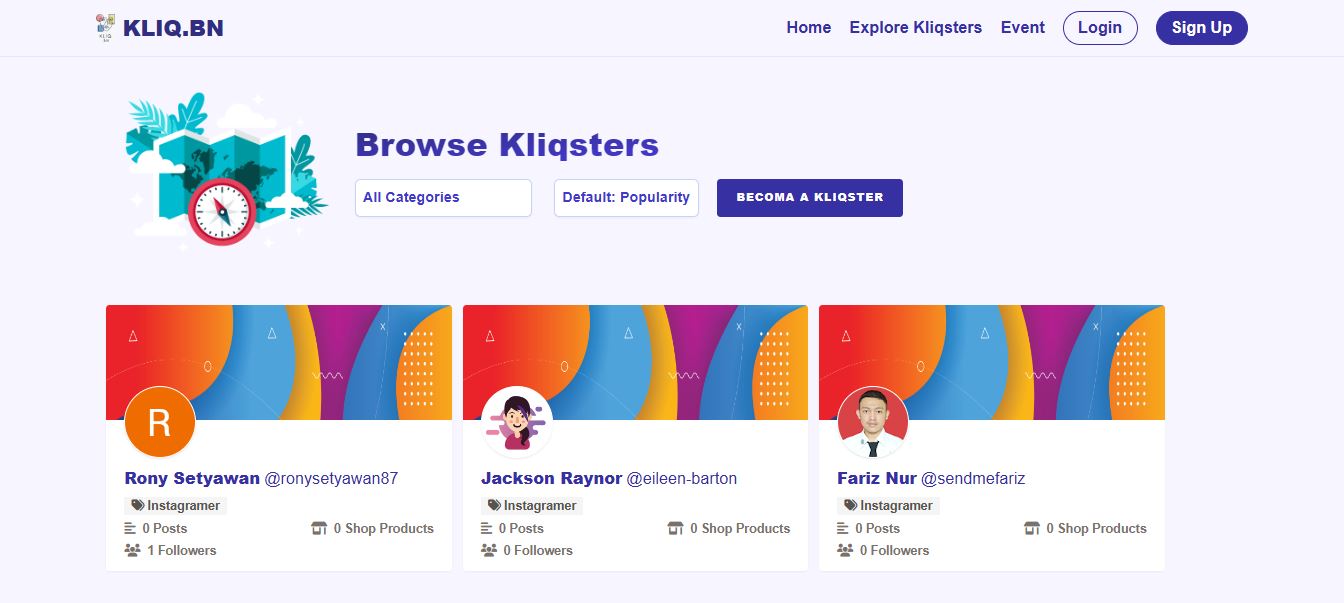 KLIQ.BN
Home Explore Kliqsters Event Login Sign Up
Browse Kliqsters
All Categories Default: Popularity BECOMA A KLIQSTER
R
Rony Setyawan @ronysetyawan87
Instagramer
0 Posts 0 Shop Products
1 Followers
Jackson Raynor @eileen-barton
Instagramer
0 Posts 0 Shop Products
0 Followers
Fariz Nur @sendmefariz
Instagramer
0 Posts 0 Shop Products
0 Followers